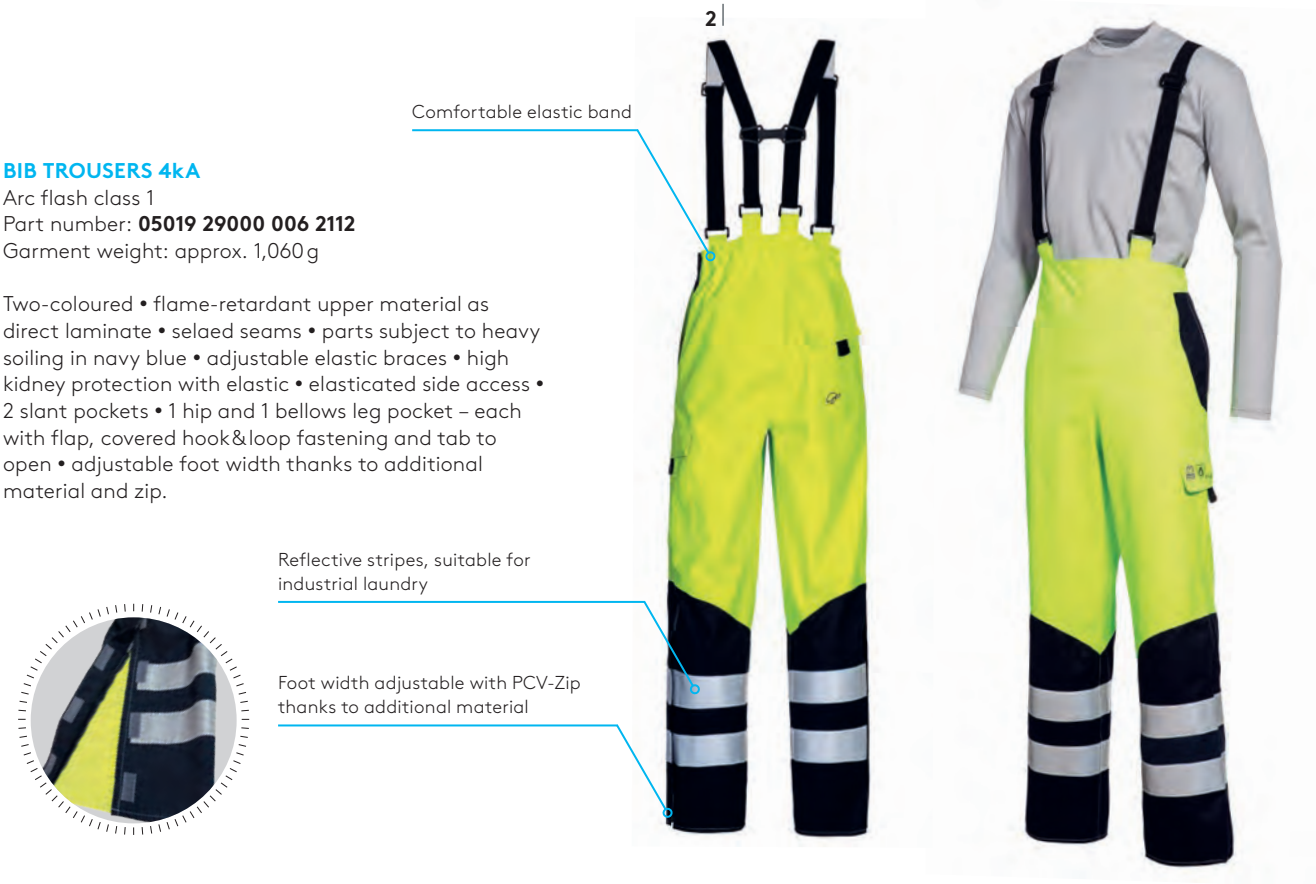 2
Comfortable elastic band
BIB TROUSERS 4kA
Arc flash class 1
Part number: 05019 29000 006 2112
Garment weight: approx. 1,060 g
Two-coloured • flame-retardant upper material as
direct laminate • selaed seams • parts subject to heavy
soiling in navy blue • adjustable elastic braces • high
kidney protection with elastic • elasticated side access •
2 slant pockets • 1 hip and 1 bellows leg pocket – each
with flap, covered hook&loop fastening and tab to
open • adjustable foot width thanks to additional
material and zip.
Reflective stripes, suitable for
industrial laundry
Foot width adjustable with PCV-Zip
thanks to additional material